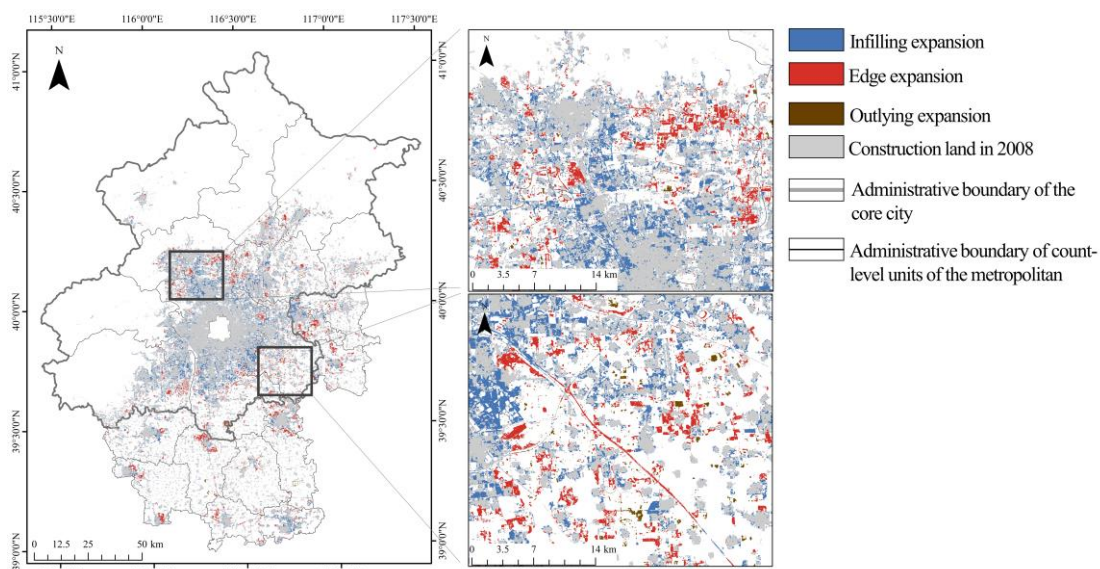 115°30'0"E 116°0'0"E 116°30'0"E 117°0'0"E 117°30'0"E
N
41°0'0"N
40°30'0"N
40°0'0"N
39°30'0"N
39°0'0"N
41°0'0"N
40°30'0"N
40°0'0"N
39°30'0"N
39°0'0"N
0 12.5 25 50 km
N
0 3.5 7 14 km
N
0 3.5 7 14 km
Infilling expansion
Edge expansion
Outlying expansion
Construction land in 2008
Administrative boundary of the
core city
Administrative boundary of count-
level units of the metropolitan